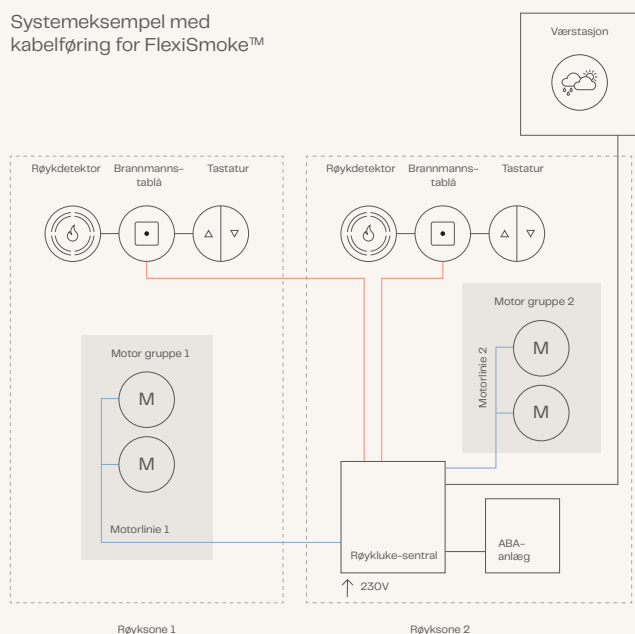 Systemeksempel med
kabelføring for FlexiSmoke™
Værstasjon
Røykdetektor
Brannmanns-
tablå
Tastatur
Røykdetektor
Brannmanns-
tablå
Tastatur
Motor gruppe 1
M
M
Motorlinie 1
Motor gruppe 2
Motorlinie 2
M
M
Røykluke-sentral
ABA-
anlæg
230V
Røyksone 1
Røyksone 2